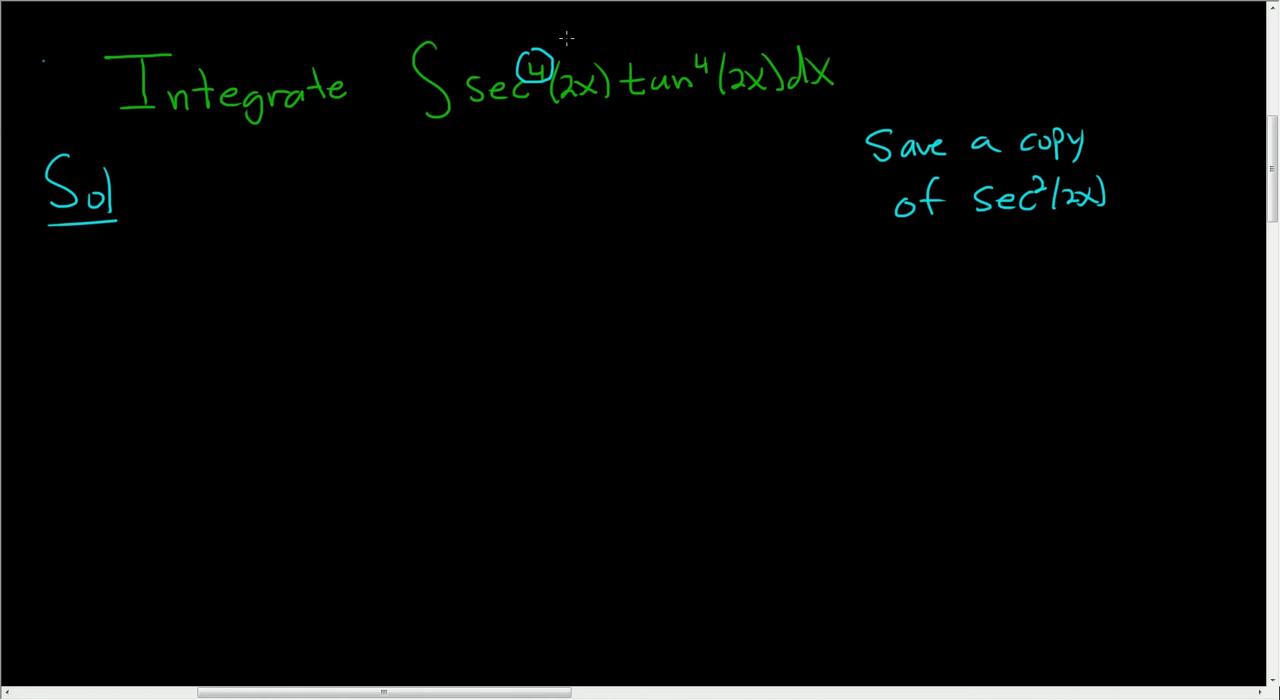 Integrate ∫ sec⁴(2x) tan⁴(2x) dx
Sol
Save a copy
of sec²(2x)